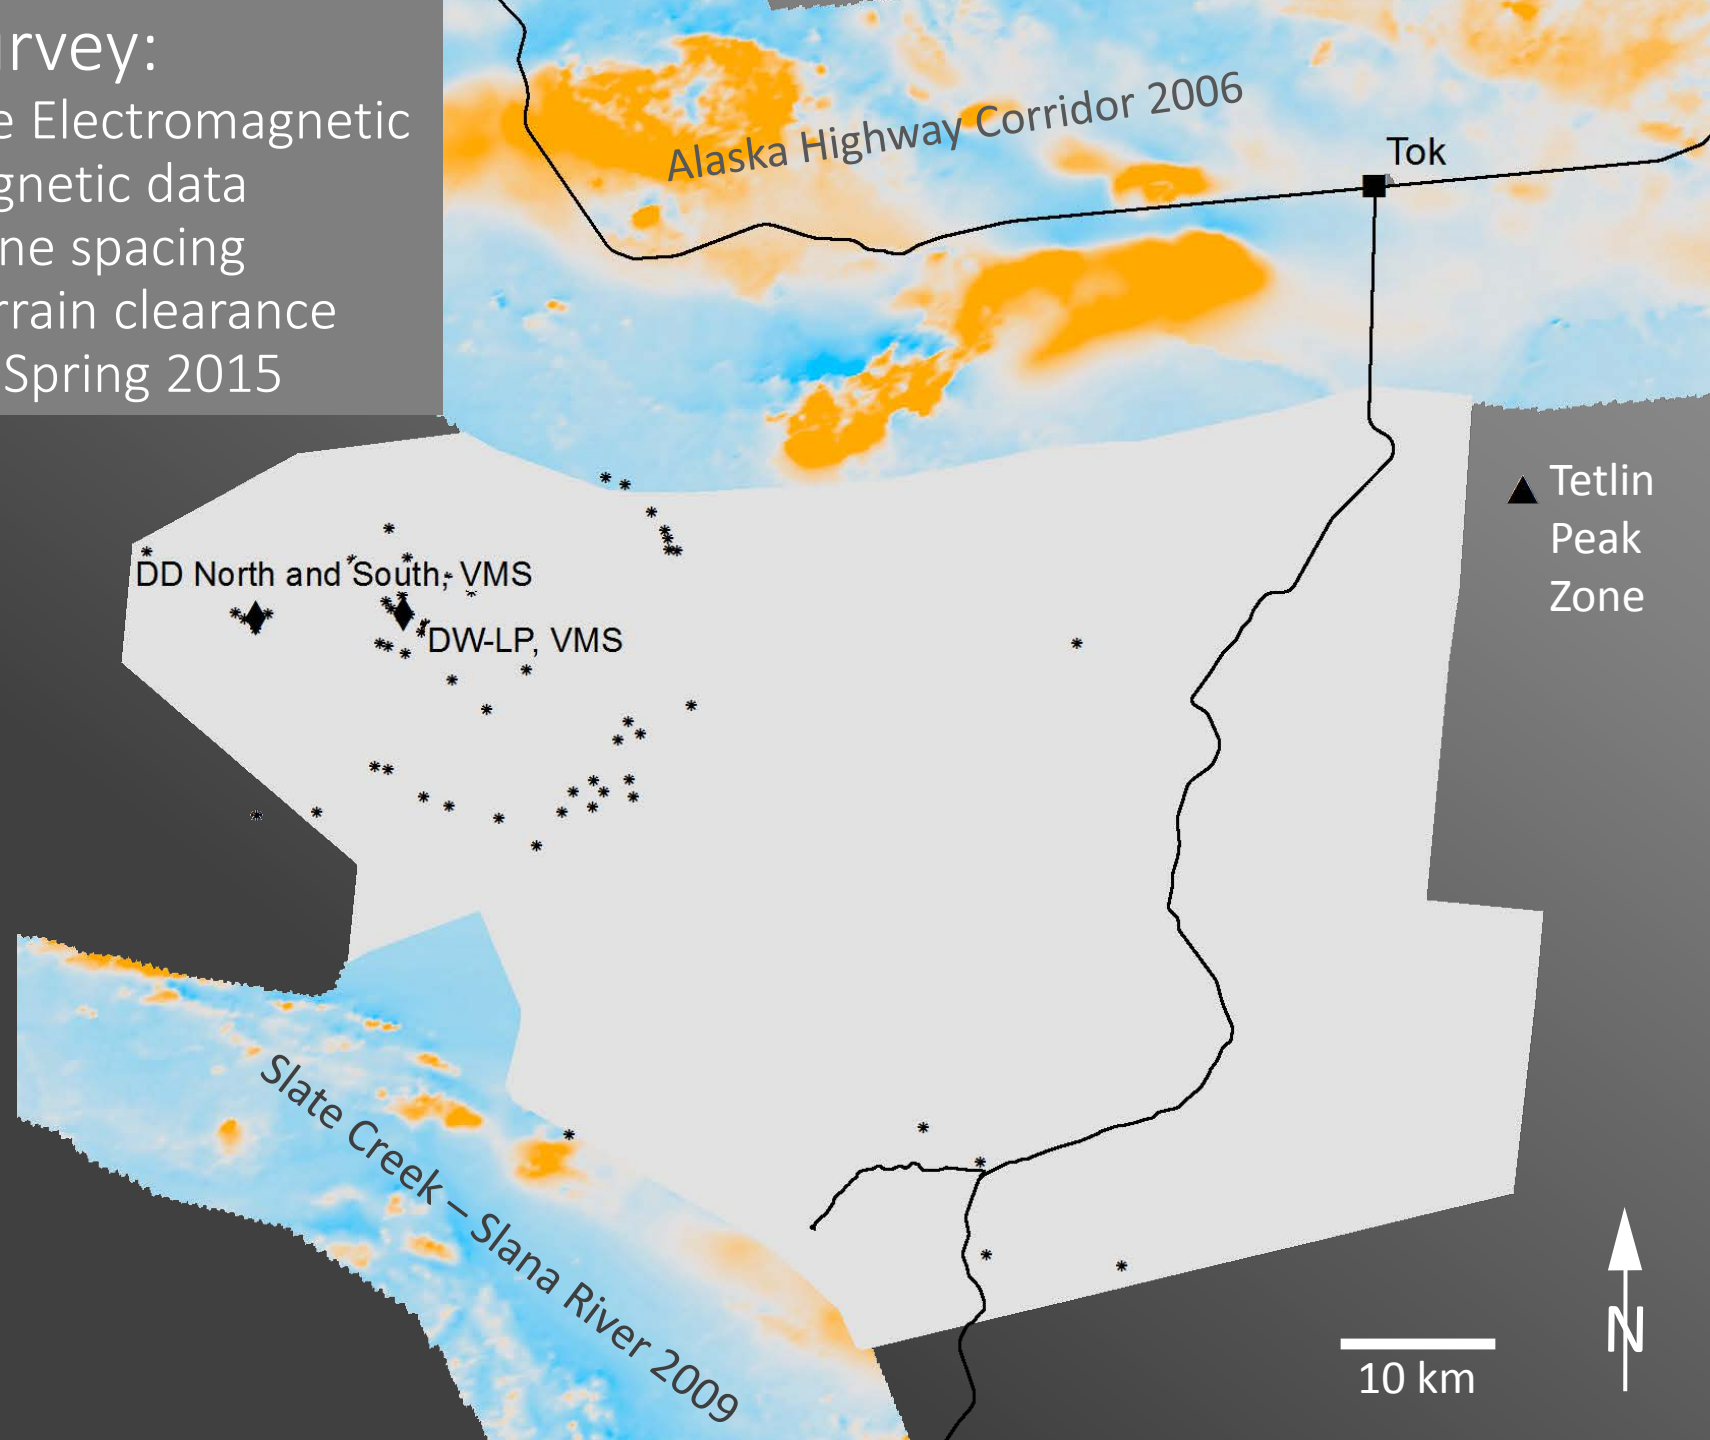 rvey:
e Electromagnetic
gnetic data
ne spacing
rrain clearance
Spring 2015
Alaska Highway Corridor 2006
Tok
Tetlin
Peak
Zone
DD North and South, VMS
DW-LP, VMS
Slate Creek – Slana River 2009
N
10 km